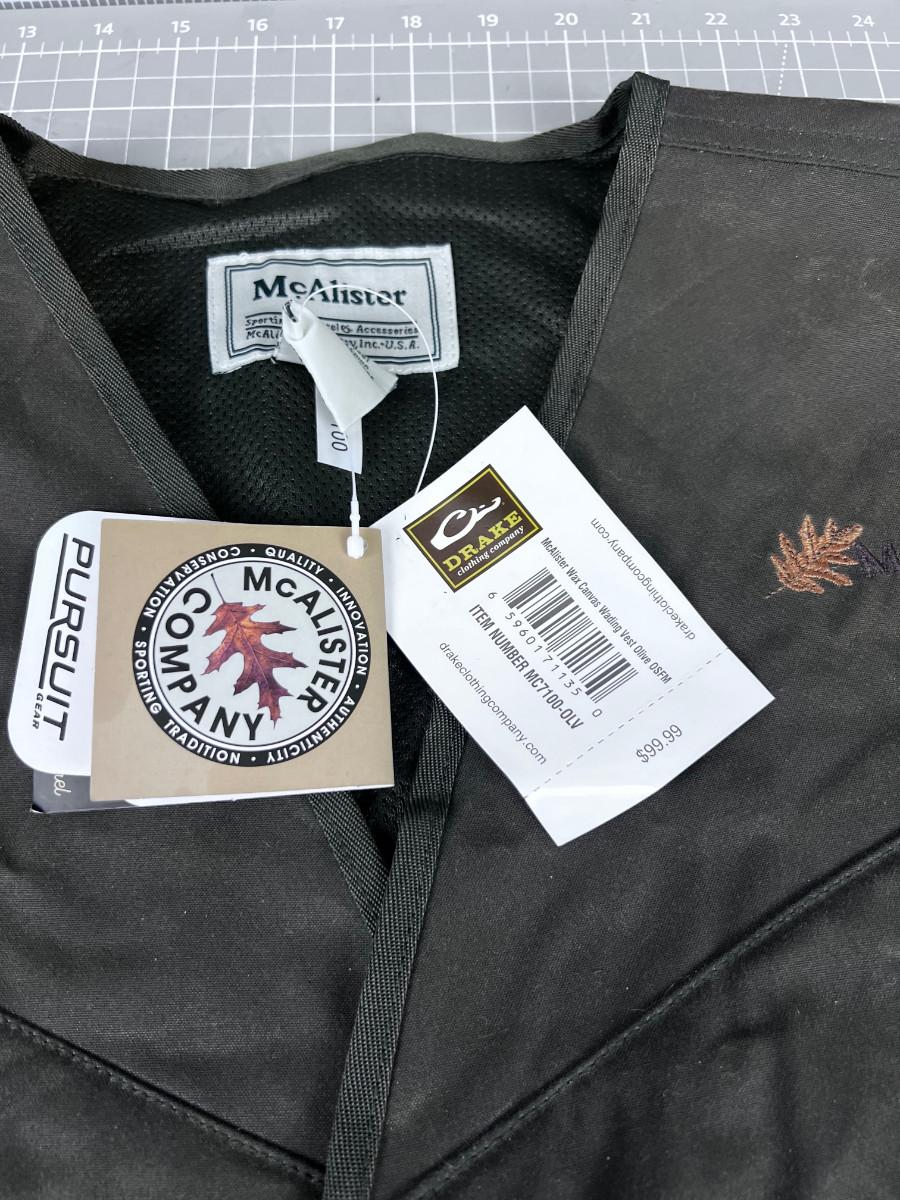 13 14 15 16 17 18 19 20 21 22 23 24
McAlister
Accessories
U.S.A.
00
PURSUIT
GEAR
QUALITY • INNOVATION • AUTHENTICITY • SPORTING TRADITION • CONSERVATION •
McALISTER
COMPANY
DRAKE
clothing company
McAlister Wax Canvas Wading Vest Olive OSFM
6 59601 71135 0
ITEM NUMBER MC7100-OLV
drakeclothingcompany.com
drakeclothingcompany.com
$99.99